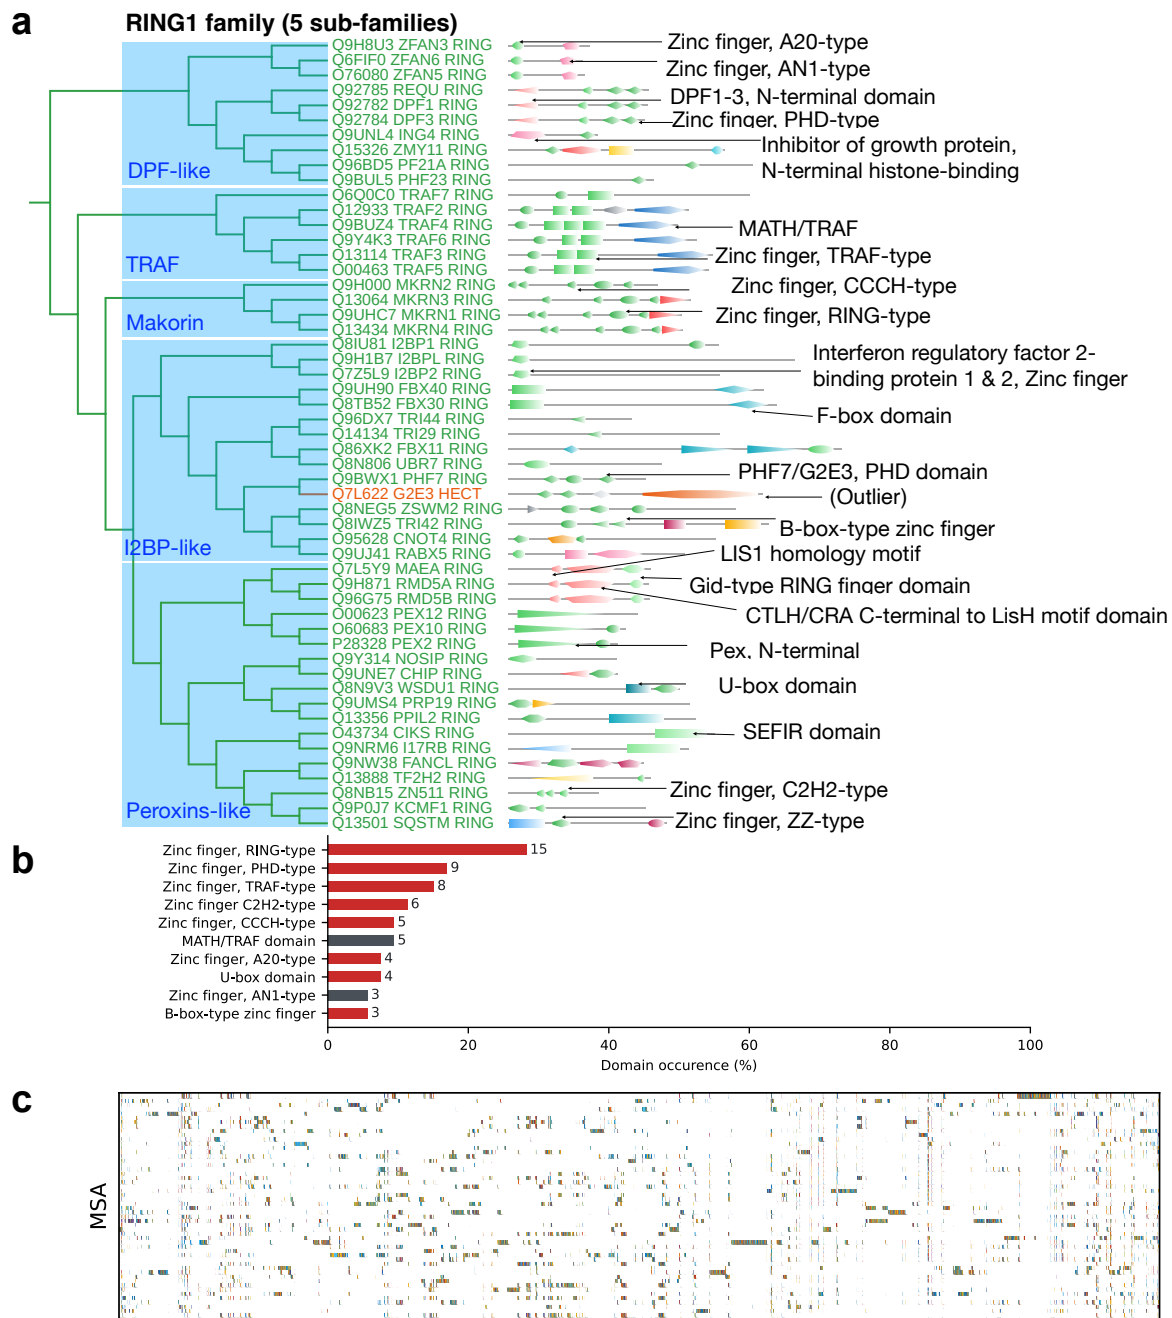 a
RING1 family (5 sub-families)
Q9H8U3 ZFAN3 RING
Q6FIF0 ZFAN6 RING
O76080 ZFAN5 RING
Q92785 REQU RING
Q92782 DPF1 RING
Q92784 DPF3 RING
Q9UNL4 ING4 RING
Q15326 ZMY11 RING
Q96BD5 PF21A RING
Q9BUL5 PHF23 RING
DPF-like
Q6Q0C0 TRAF7 RING
Q12933 TRAF2 RING
Q9BUZ4 TRAF4 RING
Q9Y4K3 TRAF6 RING
Q13114 TRAF3 RING
O00463 TRAF5 RING
TRAF
Q9H000 MKRN2 RING
Q13064 MKRN3 RING
Q9UHC7 MKRN1 RING
Q13434 MKRN4 RING
Makorin
Q8IU81 I2BP1 RING
Q9H1B7 I2BPL RING
Q7Z5L9 I2BP2 RING
Q9UH90 FBX40 RING
Q8TB52 FBX30 RING
Q96DX7 TRI44 RING
Q14134 TRI29 RING
Q86XK2 FBX11 RING
Q8N806 UBR7 RING
Q9BWX1 PHF7 RING
Q7L622 G2E3 HECT
Q8NEG5 ZSWM2 RING
Q8IWZ5 TRI42 RING
O95628 CNOT4 RING
Q9UJ41 RABX5 RING
I2BP-like
Q7L5Y9 MAEA RING
Q9H871 RMD5A RING
Q96G75 RMD5B RING
O00623 PEX12 RING
O60683 PEX10 RING
P28328 PEX2 RING
Q9Y314 NOSIP RING
Q9UNE7 CHIP RING
Q8N9V3 WSDU1 RING
Q9UMS4 PRP19 RING
Q13356 PPIL2 RING
O43734 CIKS RING
Q9NRM6 I17RB RING
Q9NW38 FANCL RING
Q13888 TF2H2 RING
Q8NB15 ZN511 RING
Q9P0J7 KCMF1 RING
Q13501 SQSTM RING
Peroxins-like
Zinc finger, A20-type
Zinc finger, AN1-type
DPF1-3, N-terminal domain
Zinc finger, PHD-type
Inhibitor of growth protein,
N-terminal histone-binding
MATH/TRAF
Zinc finger, TRAF-type
Zinc finger, CCCH-type
Zinc finger, RING-type
Interferon regulatory factor 2-
binding protein 1 & 2, Zinc finger
F-box domain
PHF7/G2E3, PHD domain
(Outlier)
B-box-type zinc finger
LIS1 homology motif
Gid-type RING finger domain
CTLH/CRA C-terminal to LisH motif domain
Pex, N-terminal
U-box domain
SEFIR domain
Zinc finger, C2H2-type
Zinc finger, ZZ-type
b
Zinc finger, RING-type 15
Zinc finger, PHD-type 9
Zinc finger, TRAF-type 8
Zinc finger C2H2-type 6
Zinc finger, CCCH-type 5
MATH/TRAF domain 5
Zinc finger, A20-type 4
U-box domain 4
Zinc finger, AN1-type 3
B-box-type zinc finger 3
0 20 40 60 80 100
Domain occurence (%)
c
MSA